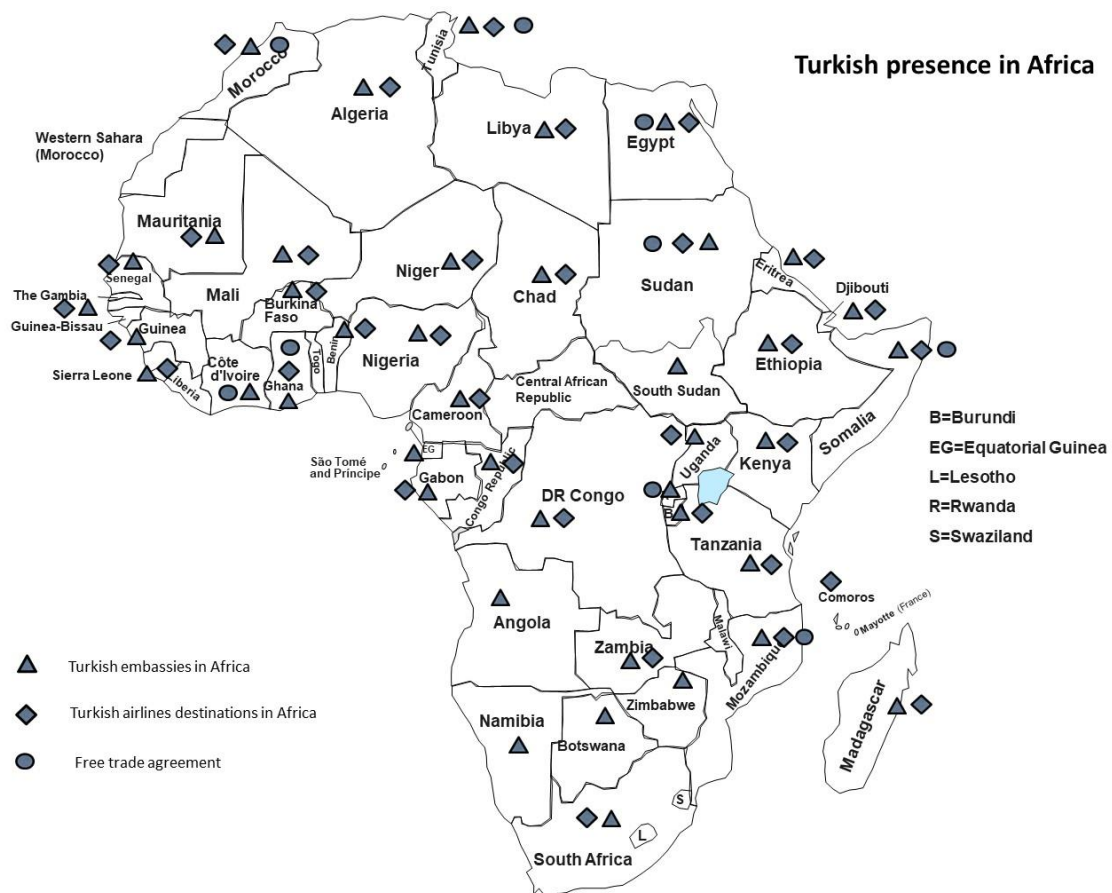 Turkish presence in Africa
Tunisia
Morocco
Algeria
Libya
Egypt
Western Sahara
(Morocco)
Mauritania
Senegal
Mali
Niger
Chad
Sudan
Eritrea
Djibouti
The Gambia
Guinea-Bissau
Guinea
Burkina
Faso
Benin
Togo
Nigeria
Ethiopia
Sierra Leone
Liberia
Côte
d'Ivoire
Ghana
Cameroon
Central African
Republic
South Sudan
Somalia
São Tomé
and Príncipe
EG
Gabon
Congo Republic
DR Congo
Uganda
Kenya
R
B
Tanzania
B=Burundi
EG=Equatorial Guinea
L=Lesotho
R=Rwanda
S=Swaziland
Comoros
Mayotte (France)
Angola
Zambia
Malawi
Mozambique
Zimbabwe
Madagascar
Namibia
Botswana
S
L
South Africa
Turkish embassies in Africa
Turkish airlines destinations in Africa
Free trade agreement